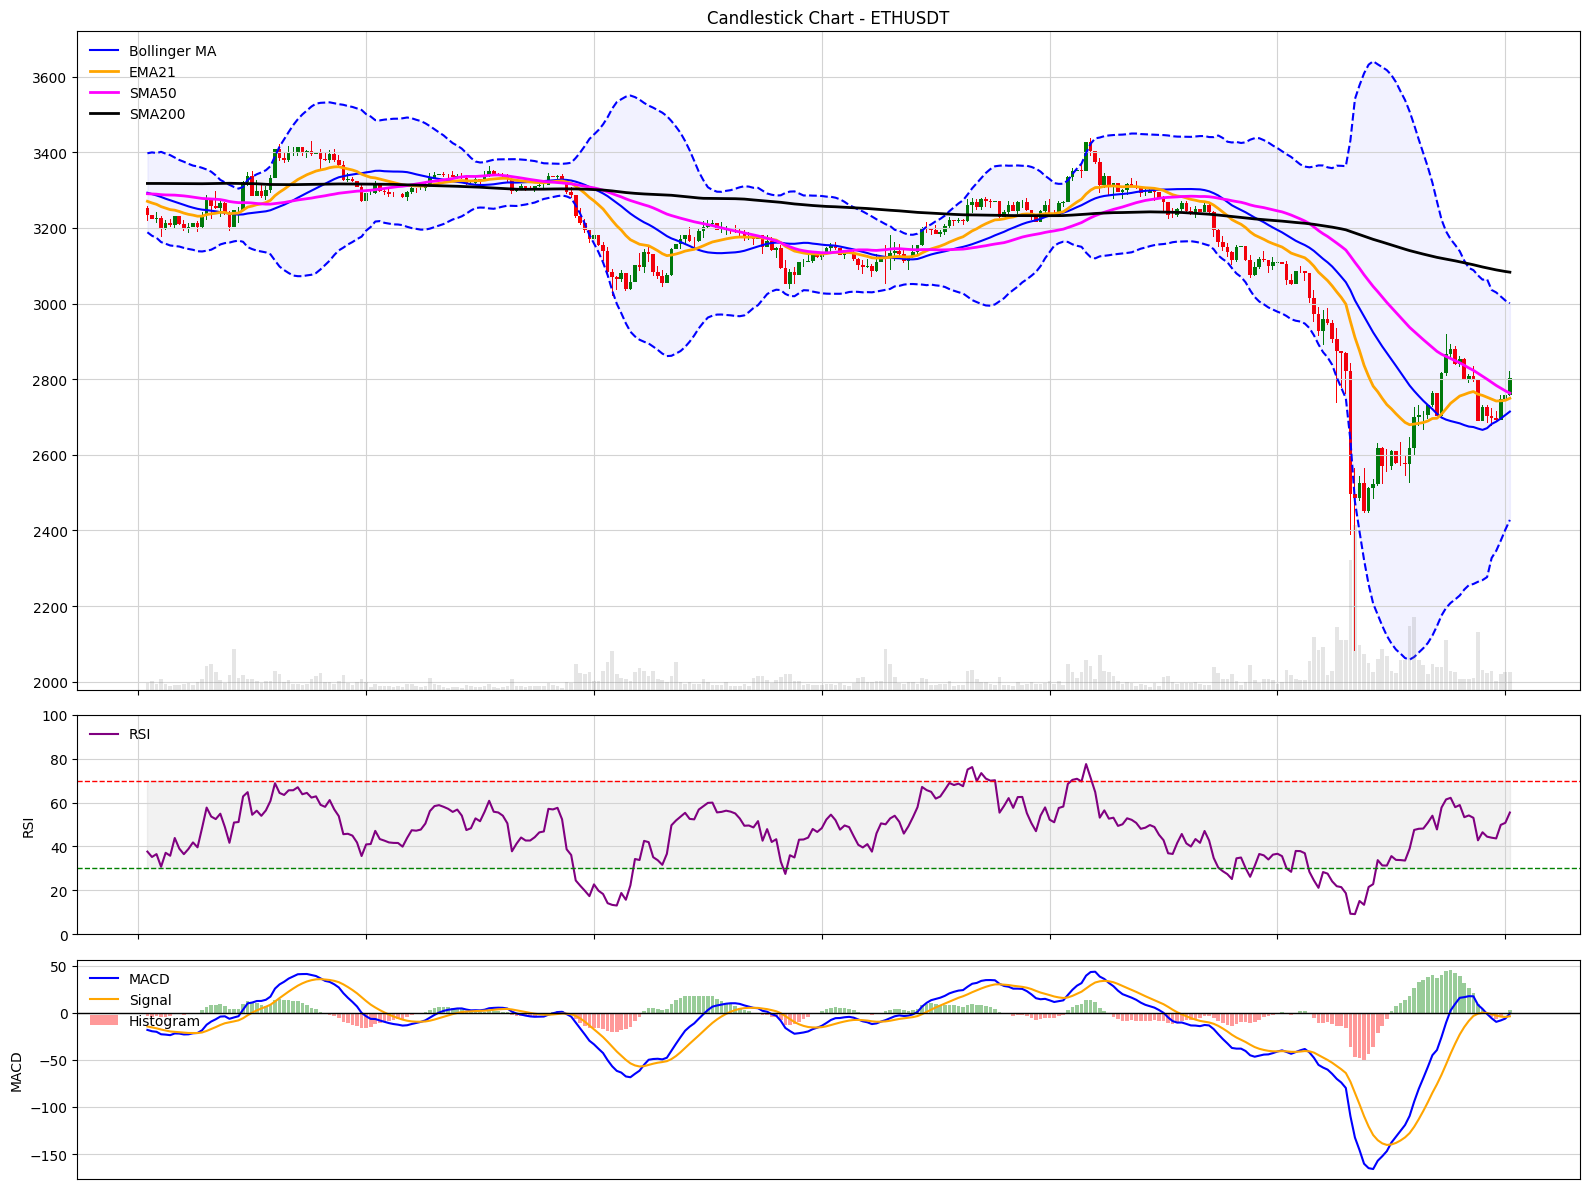 Candlestick Chart - ETHUSDT
Bollinger MA
EMA21
SMA50
SMA200
3600
3400
3200
3000
2800
2600
2400
2200
2000
RSI
RSI
100
80
60
40
20
0
MACD
Signal
Histogram
MACD
50
0
−50
−100
−150